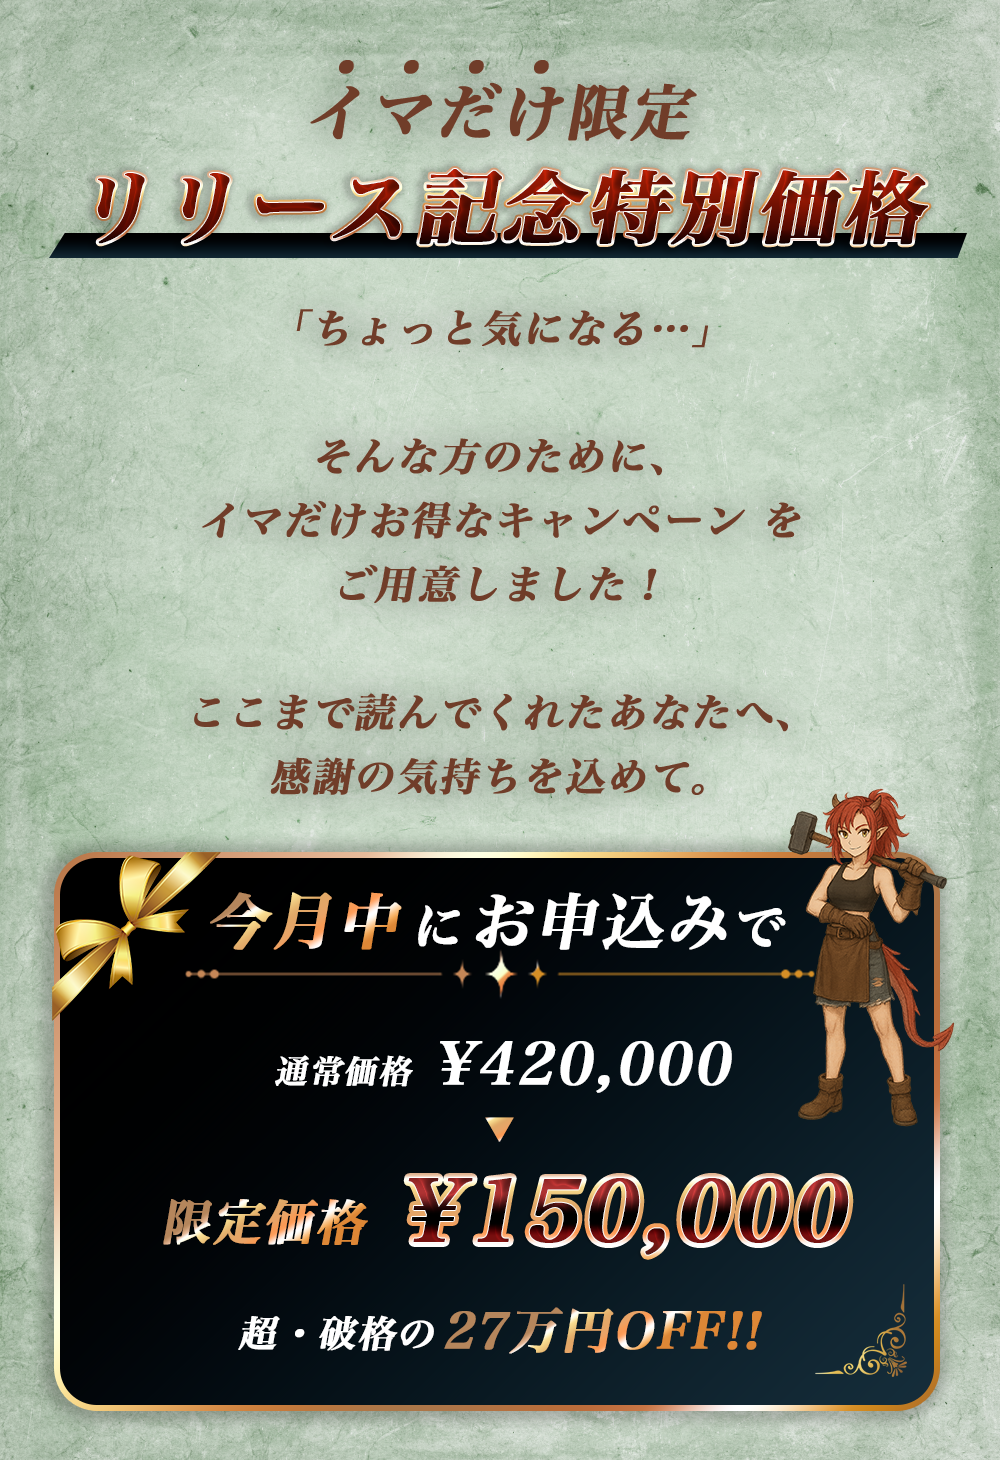 イマだけ限定
リリース記念特別価格
「ちょっと気になる…」
そんな方のために、
イマだけお得なキャンペーン を
ご用意しました！
ここまで読んでくれたあなたへ、
感謝の気持ちを込めて。
今月中にお申込みで
通常価格 ¥420,000
▼
限定価格 ¥150,000
超・破格の27万円OFF!!